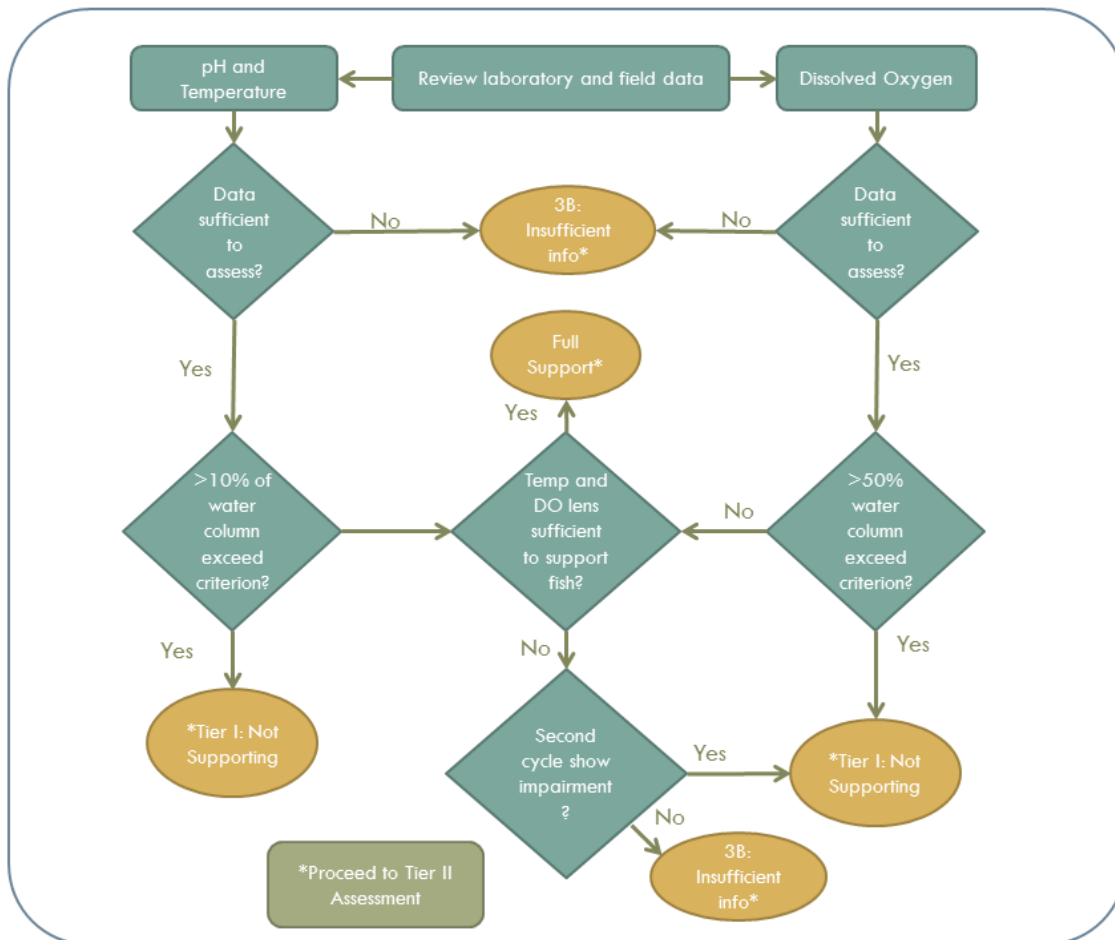 pH and
Temperature
Review laboratory and field data
Dissolved Oxygen
Data
sufficient
to
assess?
No
3B:
Insufficient
info*
No
Data
sufficient
to
assess?
Yes
Full
Support*
Yes
Yes
>10% of
water
column
exceed
criterion?
Temp and
DO lens
sufficient
to support
fish?
No
>50%
water
column
exceed
criterion?
Yes
No
Yes
*Tier I: Not
Supporting
Second
cycle show
impairment
?
Yes
*Tier I: Not
Supporting
No
3B:
Insufficient
info*
*Proceed to Tier II
Assessment